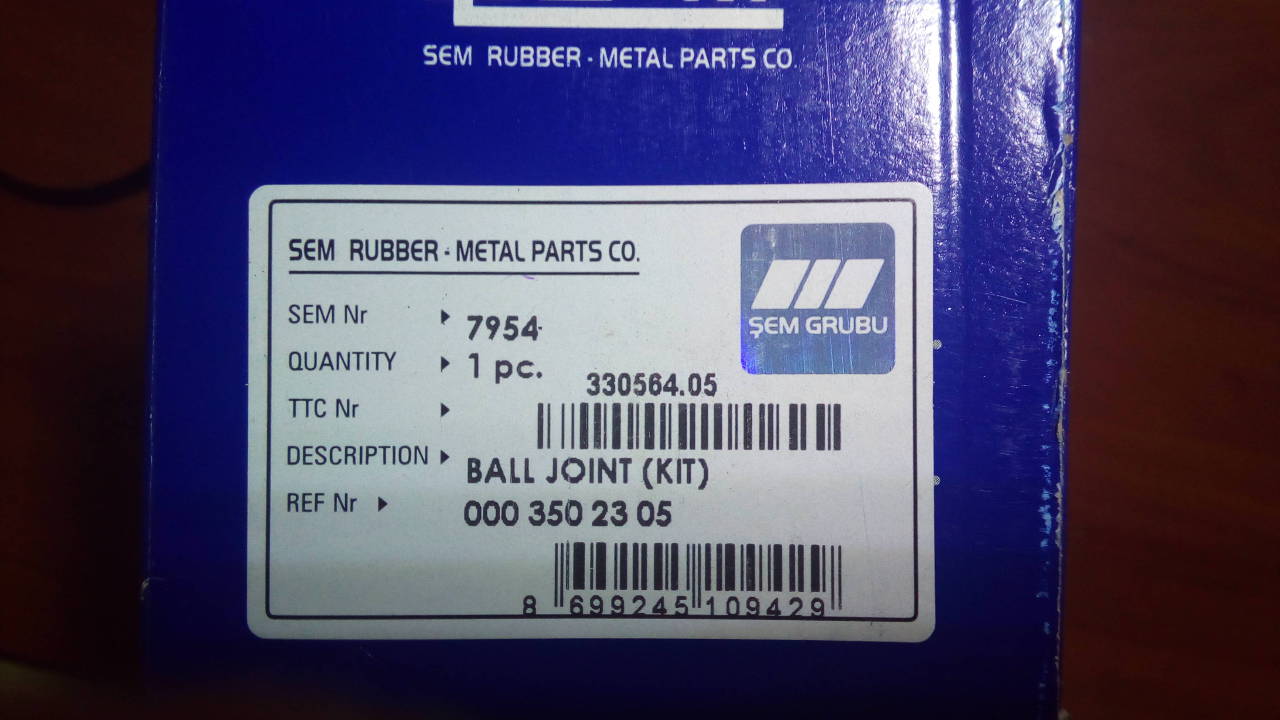 SEM RUBBER - METAL PARTS CO.
SEM RUBBER - METAL PARTS CO.
ŞEM GRUBU
SEM Nr 7954
QUANTITY 1 pc.
330564.05
TTC Nr
DESCRIPTION BALL JOINT (KIT)
REF Nr 000 350 23 05
8 699245 109429